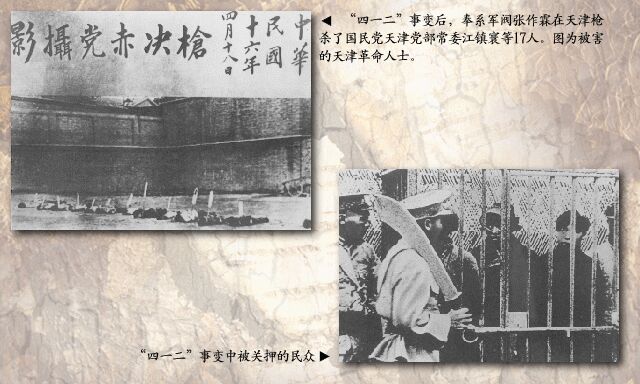 中華
民國
十六年
四月十八日
槍决赤党攝影
◀ “四一二”事变后，奉系军阀张作霖在天津枪
杀了国民党天津党部常委江镇寰等17人。图为被害
的天津革命人士。
“四一二”事变中被关押的民众 ▶